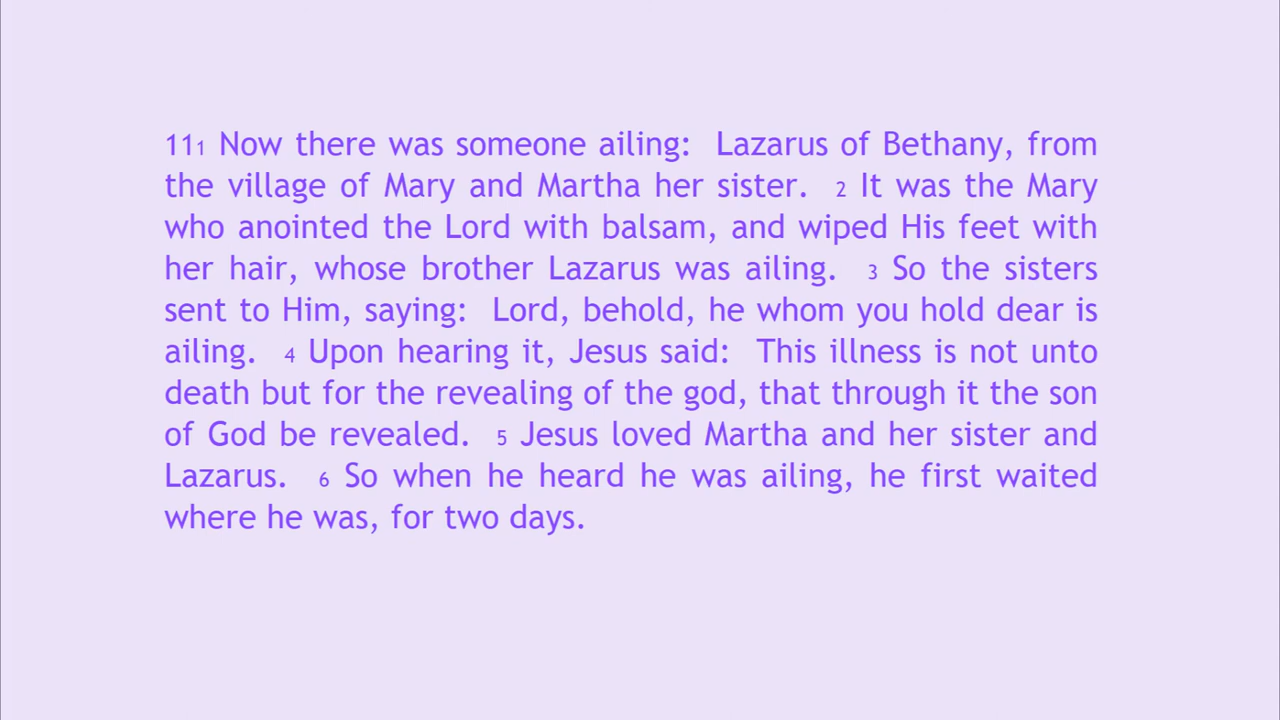 11₁ Now there was someone ailing:  Lazarus of Bethany, from
the village of Mary and Martha her sister.  ₂ It was the Mary
who anointed the Lord with balsam, and wiped His feet with
her hair, whose brother Lazarus was ailing.  ₃ So the sisters
sent to Him, saying:  Lord, behold, he whom you hold dear is
ailing.  ₄ Upon hearing it, Jesus said:  This illness is not unto
death but for the revealing of the god, that through it the son
of God be revealed.  ₅ Jesus loved Martha and her sister and
Lazarus.  ₆ So when he heard he was ailing, he first waited
where he was, for two days.